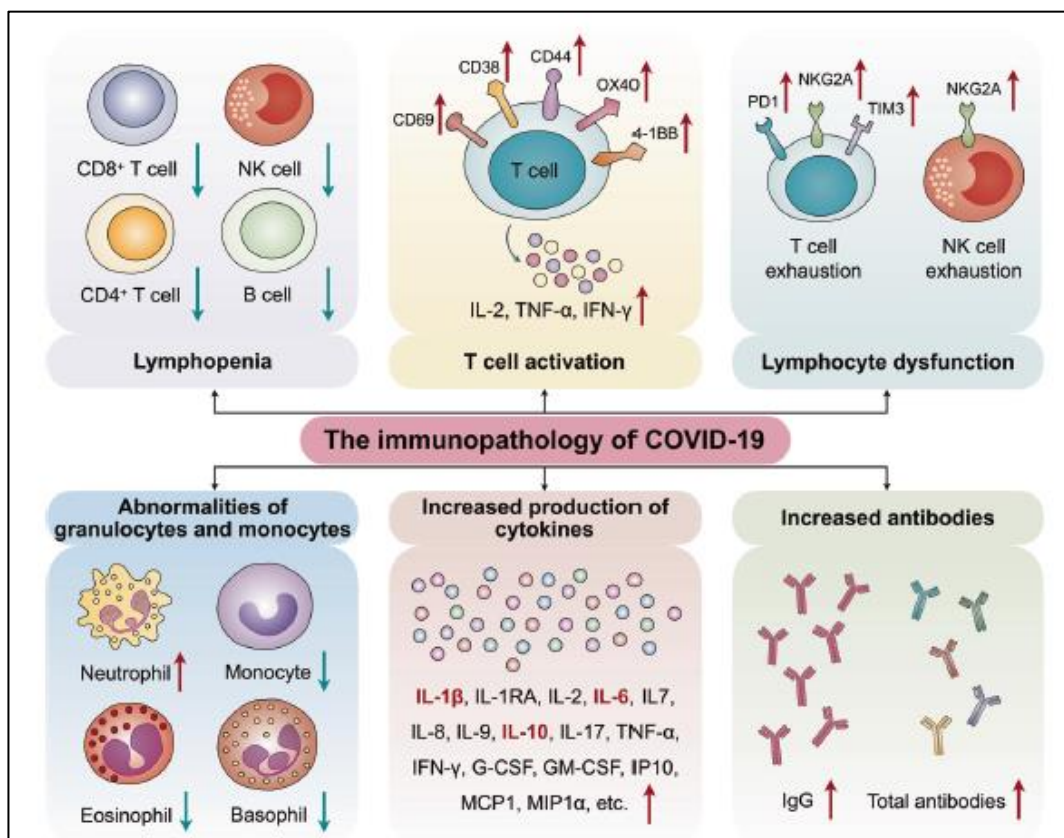 CD8⁺ T cell
NK cell
CD4⁺ T cell
B cell
Lymphopenia
CD69
CD38
CD44
OX40
4-1BB
T cell
IL-2, TNF-α, IFN-γ
T cell activation
PD1
NKG2A
TIM3
NKG2A
T cell
exhaustion
NK cell
exhaustion
Lymphocyte dysfunction
The immunopathology of COVID-19
Abnormalities of
granulocytes and monocytes
Neutrophil
Monocyte
Eosinophil
Basophil
Increased production of
cytokines
IL-1β, IL-1RA, IL-2, IL-6, IL7,
IL-8, IL-9, IL-10, IL-17, TNF-α,
IFN-γ, G-CSF, GM-CSF, IP10,
MCP1, MIP1α, etc.
Increased antibodies
IgG
Total antibodies